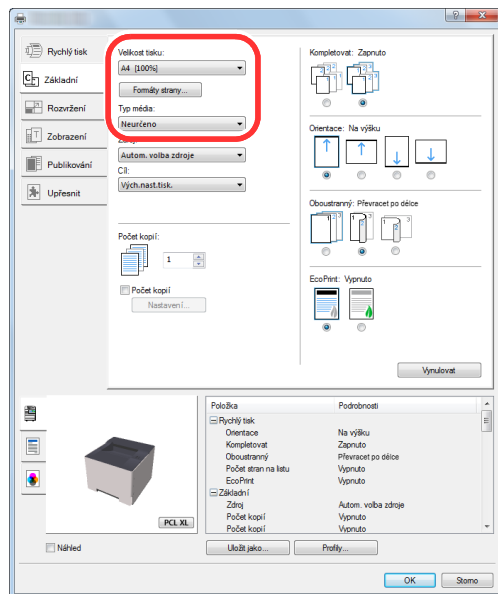 Rychlý tisk
Základní
Rozvržení
Zobrazení
Publikování
Upřesnit
Velikost tisku:
A4 [100%]
Formáty strany...
Typ média:
Neurčeno
Autom. volba zdroje
Cíl:
Vých.nast.tisk.
Počet kopií:
1
Počet kopií
Nastavení...
Kompletovat: Zapnuto
Orientace: Na výšku
Oboustranný: Převracet po délce
EcoPrint: Vypnuto
Vynulovat
PCL XL
Náhled
Položka Podrobnosti
Rychlý tisk
Orientace Na výšku
Kompletovat Zapnuto
Oboustranný Převracet po délce
Počet stran na listu Vypnuto
EcoPrint Vypnuto
Základní
Zdroj Autom. volba zdroje
Počet kopií Vypnuto
Počet kopií Vypnuto
Uložit jako... Profily...
OK Storno